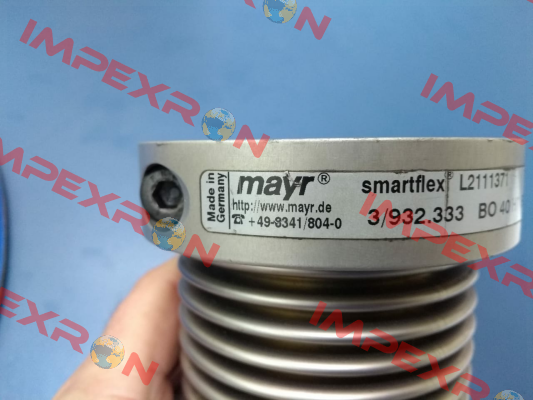 IMPEXRON
Made in
Germany
mayr®
http://www.mayr.de
☎ +49-8341/804-0
smartflex®
L2111371
3/932.333
BO 40
IMPEXRON
IMPEXRON
IMPEXRON
IMPEXRON